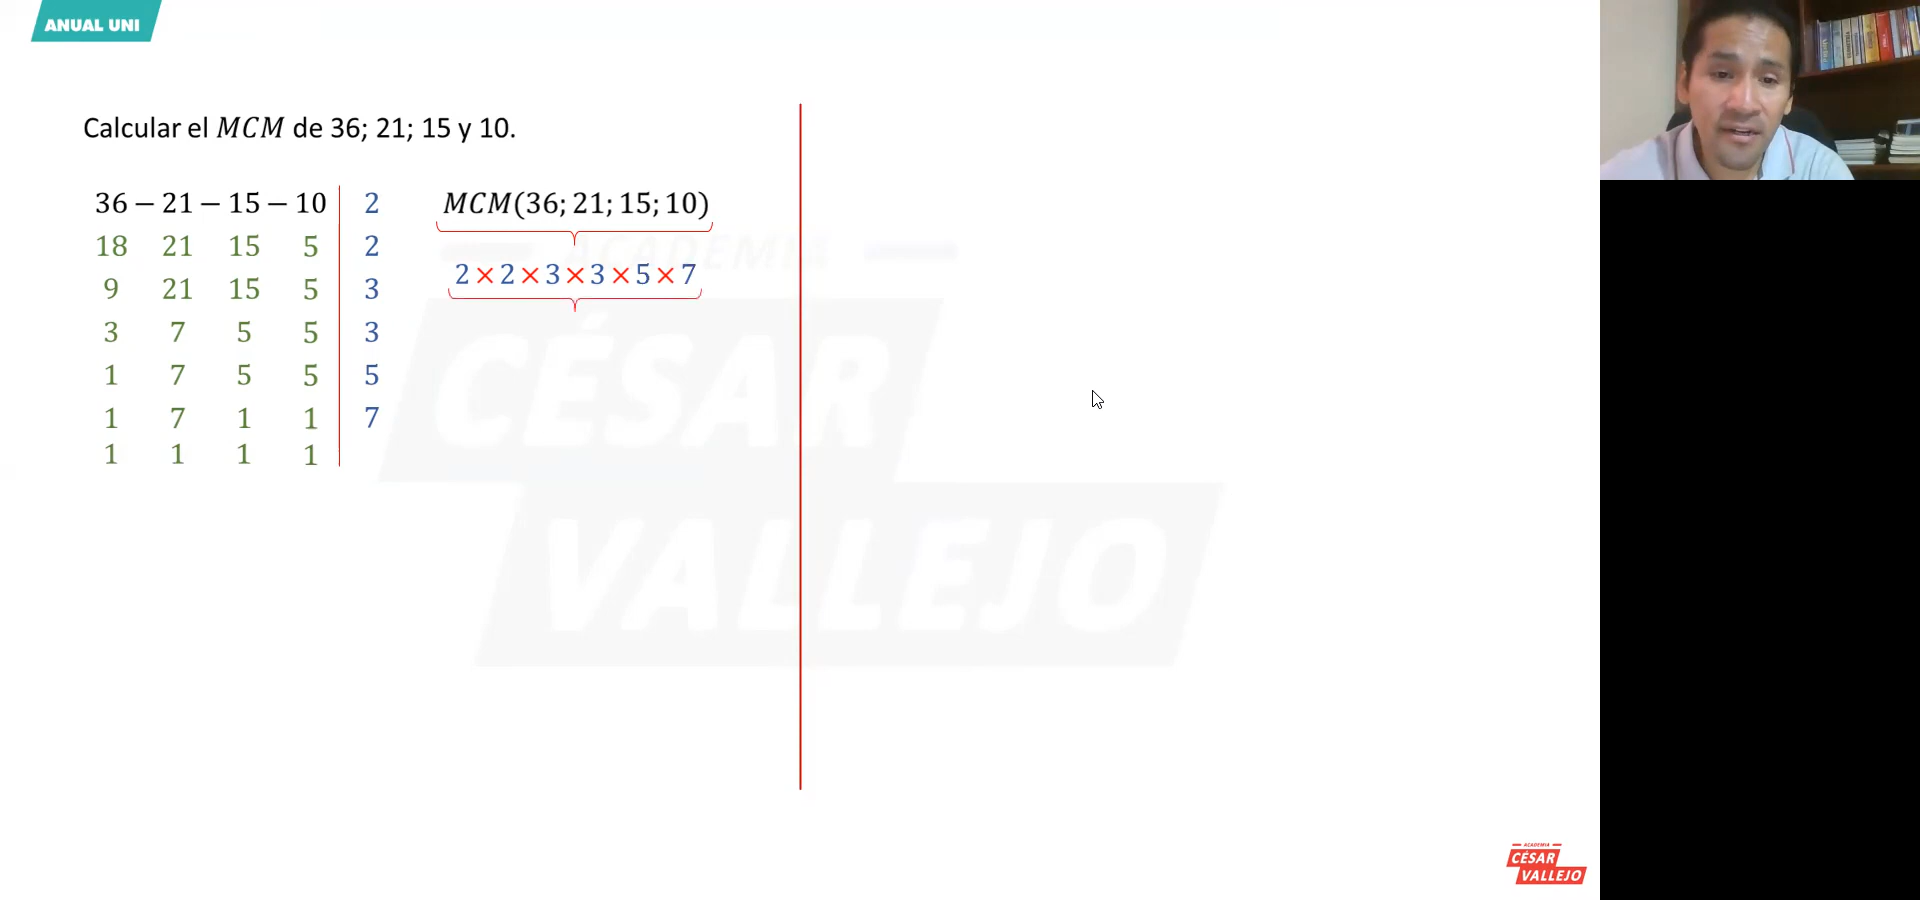 ANUAL UNI
Calcular el MCM de 36; 21; 15 y 10.
36 − 21 − 15 − 10 2
18 21 15 5 2
9 21 15 5 3
3 7 5 5 3
1 7 5 5 5
1 7 1 1 7
1 1 1 1
MCM(36; 21; 15; 10)
2 × 2 × 3 × 3 × 5 × 7
ACADEMIA
CÉSAR
VALLEJO
ACADEMIA
CÉSAR
VALLEJO